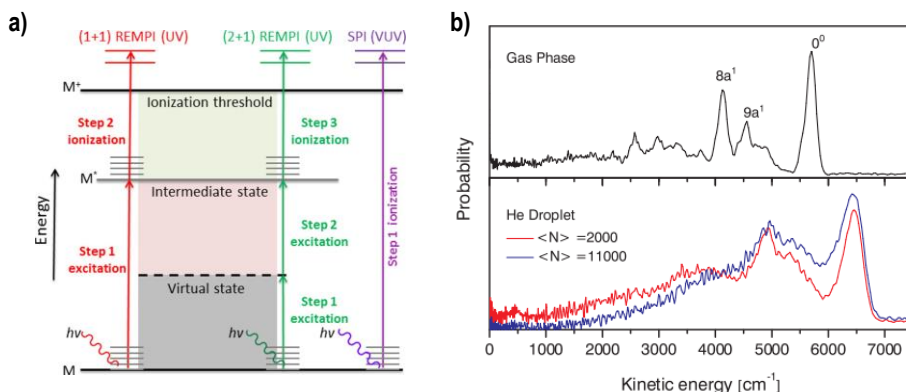 a)
(1+1) REMPI (UV)
(2+1) REMPI (UV)
SPI (VUV)
M⁺
Ionization threshold
Step 2
ionization
Step 3
ionization
M*
Intermediate state
Energy
Step 1
excitation
Step 2
excitation
Step 1 ionization
Virtual state
Step 1
excitation
hv
hv
hv
M
b)
Gas Phase
0⁰
8a¹
9a¹
Probability
He Droplet
<N> =2000
<N> =11000
0 1000 2000 3000 4000 5000 6000 7000
Kinetic energy [cm⁻¹]